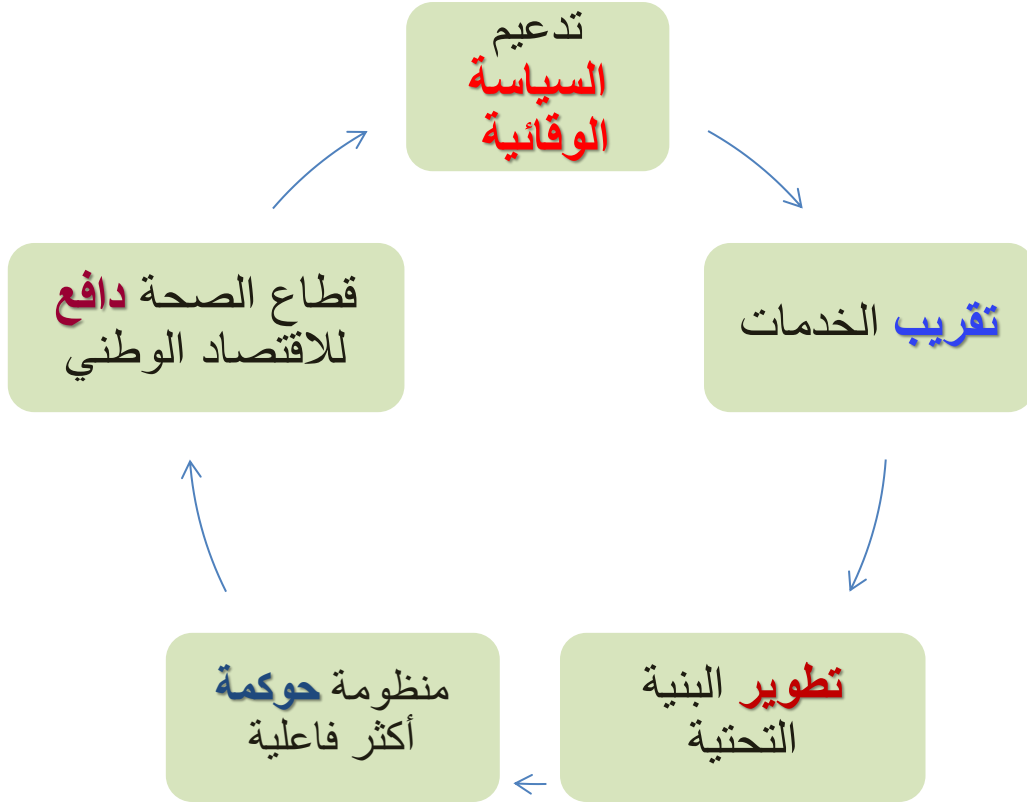 تدعيم
السياسة
الوقائية
تقريب الخدمات
تطوير البنية
التحتية
منظومة حوكمة
أكثر فاعلية
قطاع الصحة دافع
للاقتصاد الوطني